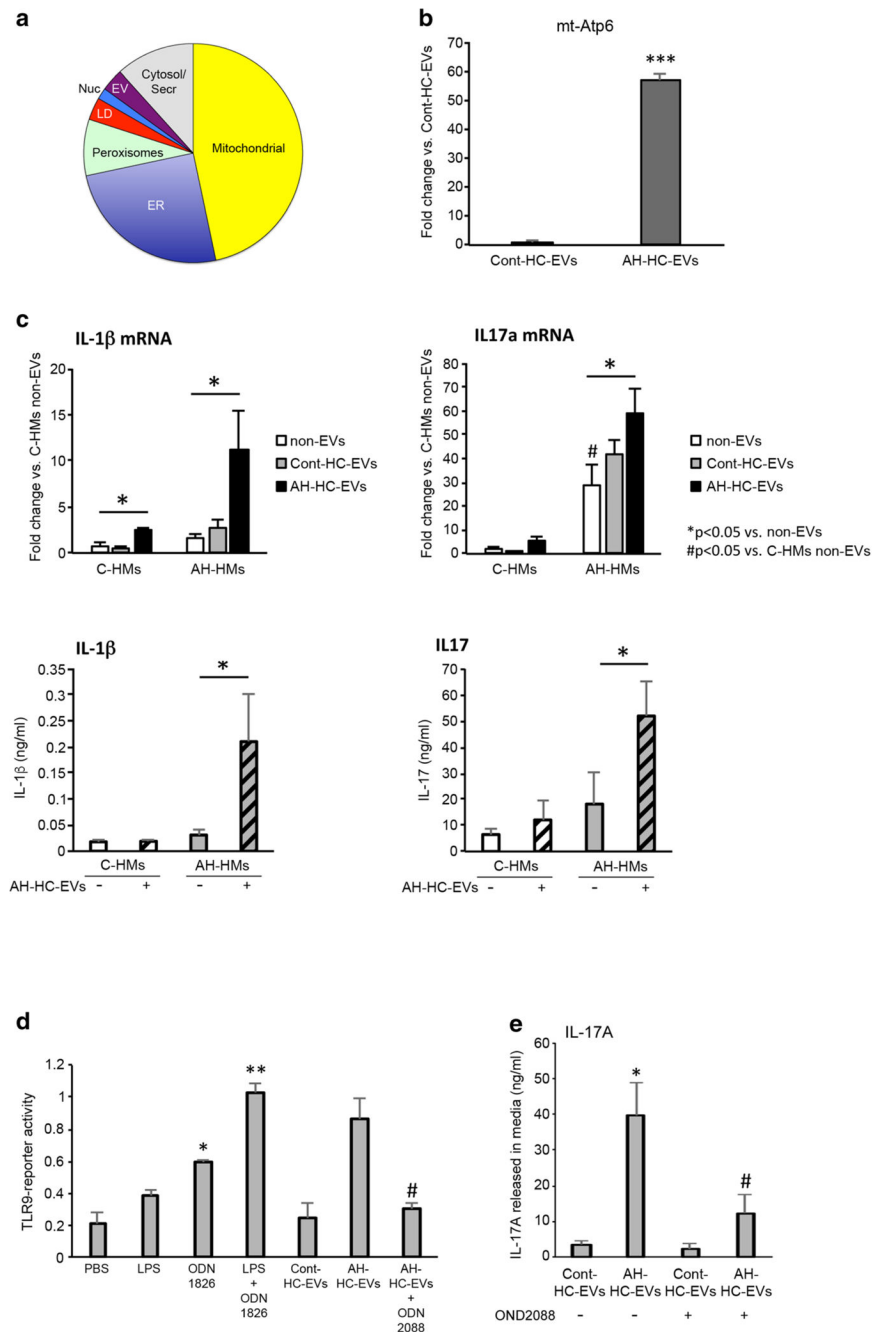 a
Cytosol/
Secr
EV
Nuc
LD
Peroxisomes
Mitochondrial
ER
b
mt-Atp6
Fold change vs. Cont-HC-EVs
70
60
50
40
30
20
10
0
***
Cont-HC-EVs AH-HC-EVs
c
IL-1β mRNA
Fold change vs. C-HMs non-EVs
20
15
10
5
0
*
*
C-HMs AH-HMs
non-EVs
Cont-HC-EVs
AH-HC-EVs
IL17a mRNA
Fold change vs. C-HMs non-EVs
80
70
60
50
40
30
20
10
0
*
#
C-HMs AH-HMs
non-EVs
Cont-HC-EVs
AH-HC-EVs
*p<0.05 vs. non-EVs
#p<0.05 vs. C-HMs non-EVs
IL-1β
IL-1β (ng/ml)
0.35
0.3
0.25
0.2
0.15
0.1
0.05
0
*
C-HMs AH-HMs
AH-HC-EVs - + - +
IL17
IL-17 (ng/ml)
70
60
50
40
30
20
10
0
*
C-HMs AH-HMs
AH-HC-EVs - + - +
d
TLR9-reporter activity
1.2
1
0.8
0.6
0.4
0.2
0
*
**
#
PBS
LPS
ODN
1826
LPS
+
ODN
1826
Cont-
HC-EVs
AH-
HC-EVs
AH-
HC-EVs
+
ODN
2088
e
IL-17A
IL-17A released in media (ng/ml)
60
50
40
30
20
10
0
*
#
Cont-
HC-EVs
AH-
HC-EVs
Cont-
HC-EVs
AH-
HC-EVs
OND2088 - - + +